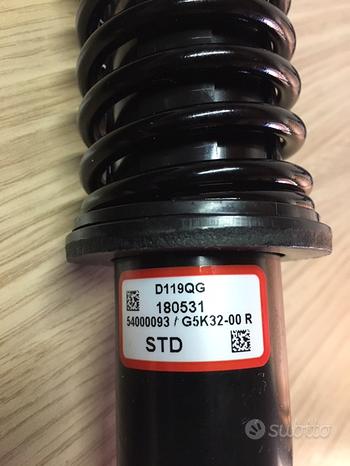 D119QG
180531
54000093 / G5K32-00 R
STD
subito